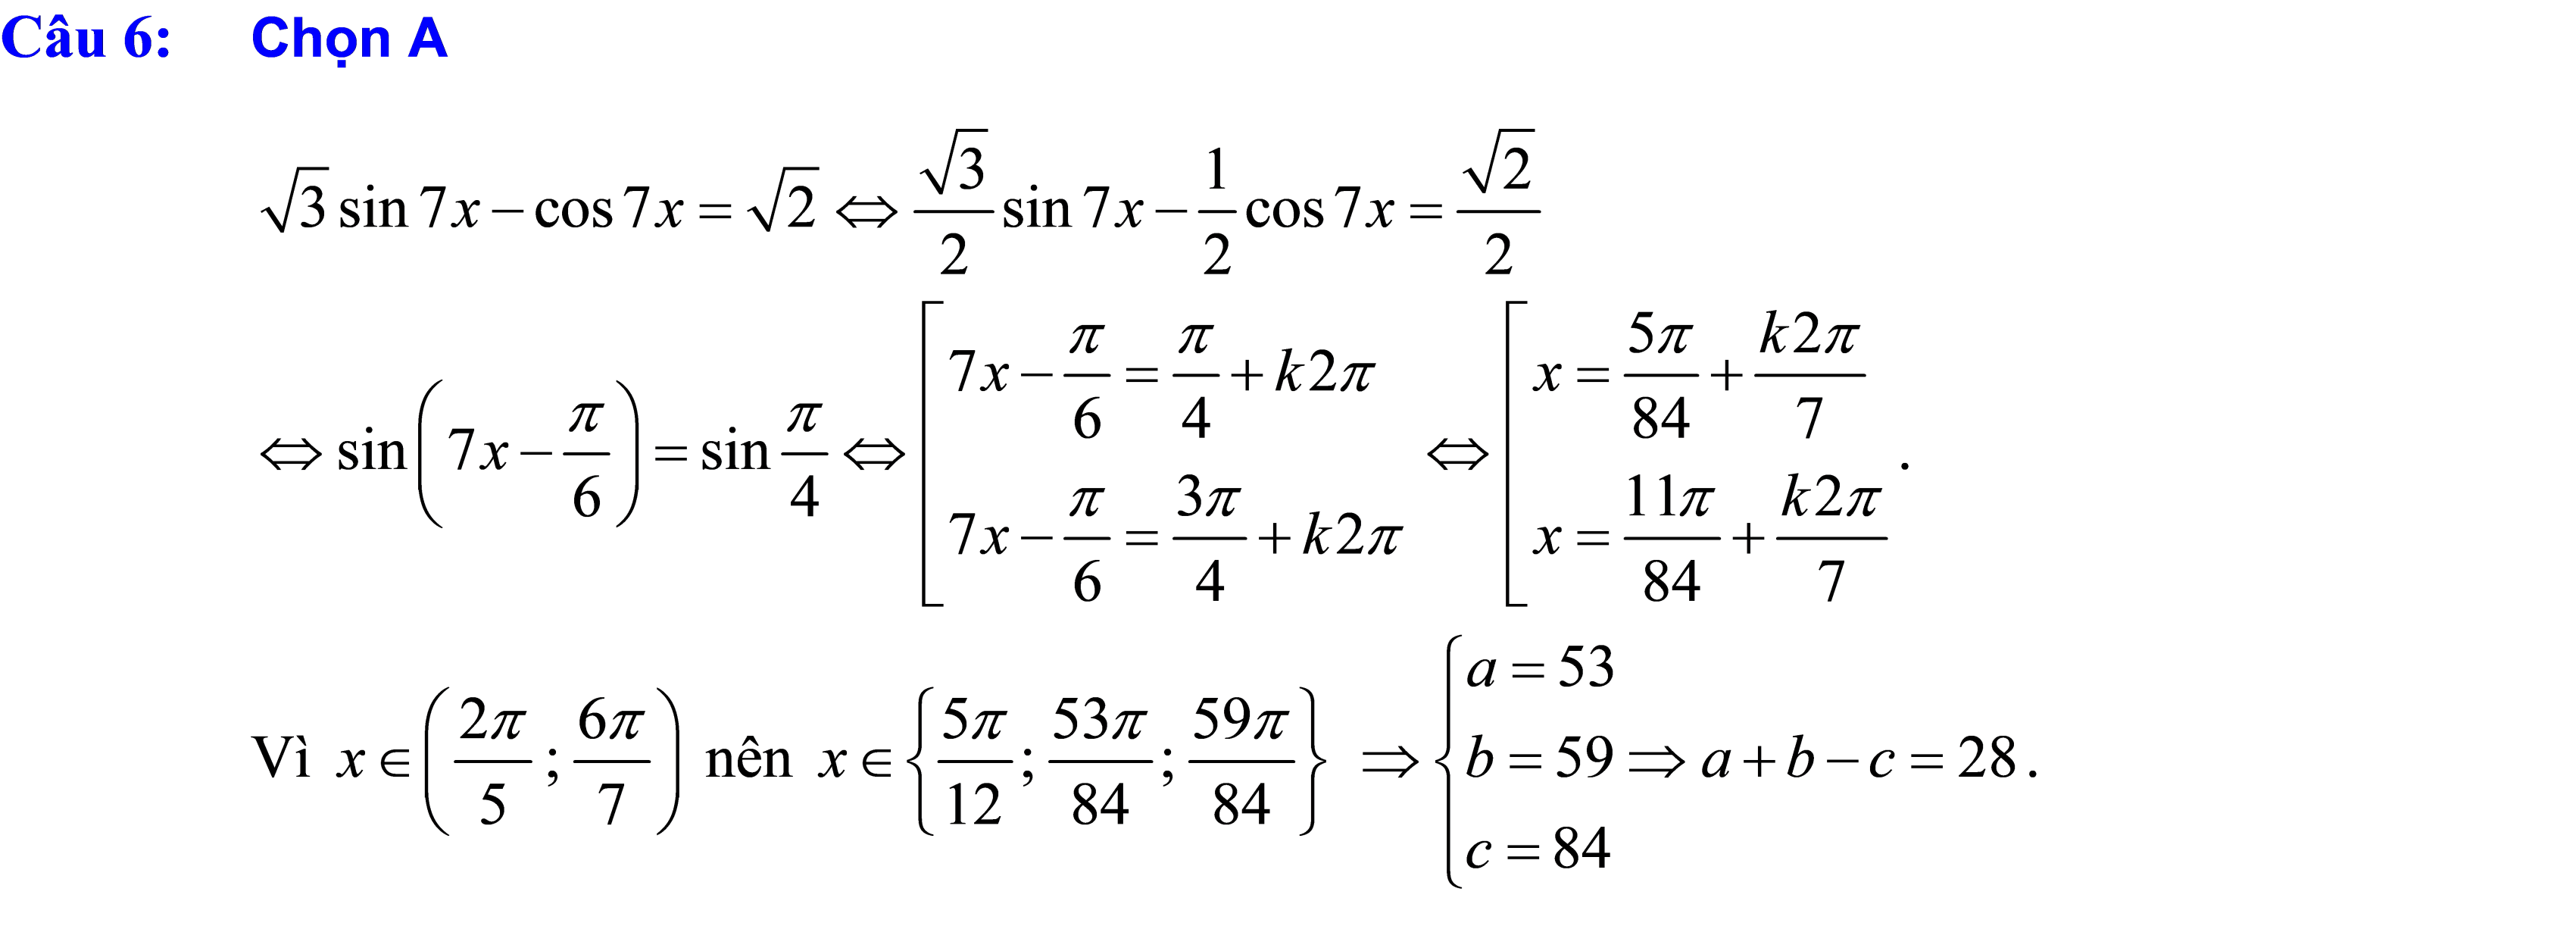 Câu 6: Chọn A
√3 sin 7x − cos 7x = √2 ⇔ √3/2 sin 7x − 1/2 cos 7x = √2/2
⇔ sin(7x − π/6) = sin π/4 ⇔ [7x − π/6 = π/4 + k2π; 7x − π/6 = 3π/4 + k2π ⇔ [x = 5π/84 + k2π/7; x = 11π/84 + k2π/7.
Vì x ∈ (2π/5; 6π/7) nên x ∈ {5π/12; 53π/84; 59π/84} ⇒ {a = 53; b = 59; c = 84 ⇒ a + b − c = 28.